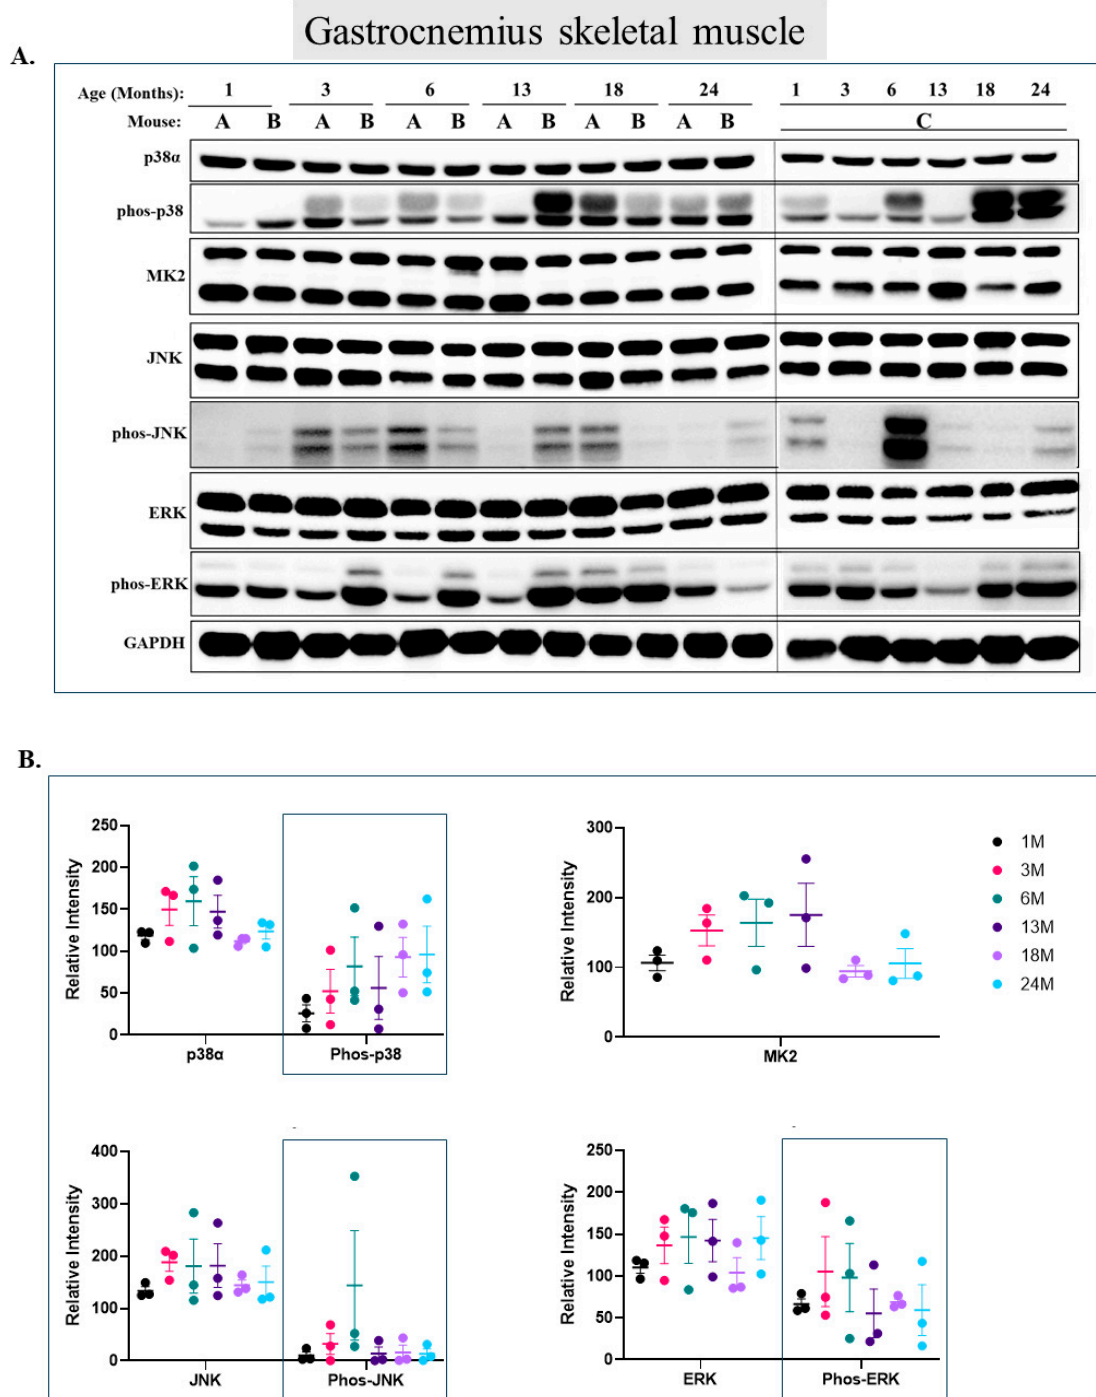 Gastrocnemius skeletal muscle
A.
Age (Months): 1 3 6 13 18 24 1 3 6 13 18 24
Mouse: A B A B A B A B A B A B C
p38α
phos-p38
MK2
JNK
phos-JNK
ERK
phos-ERK
GAPDH
B.
Relative Intensity
250
200
150
100
50
0
p38α Phos-p38
Relative Intensity
300
200
100
0
MK2
1M
3M
6M
13M
18M
24M
Relative Intensity
400
300
200
100
0
JNK Phos-JNK
Relative Intensity
250
200
150
100
50
0
ERK Phos-ERK